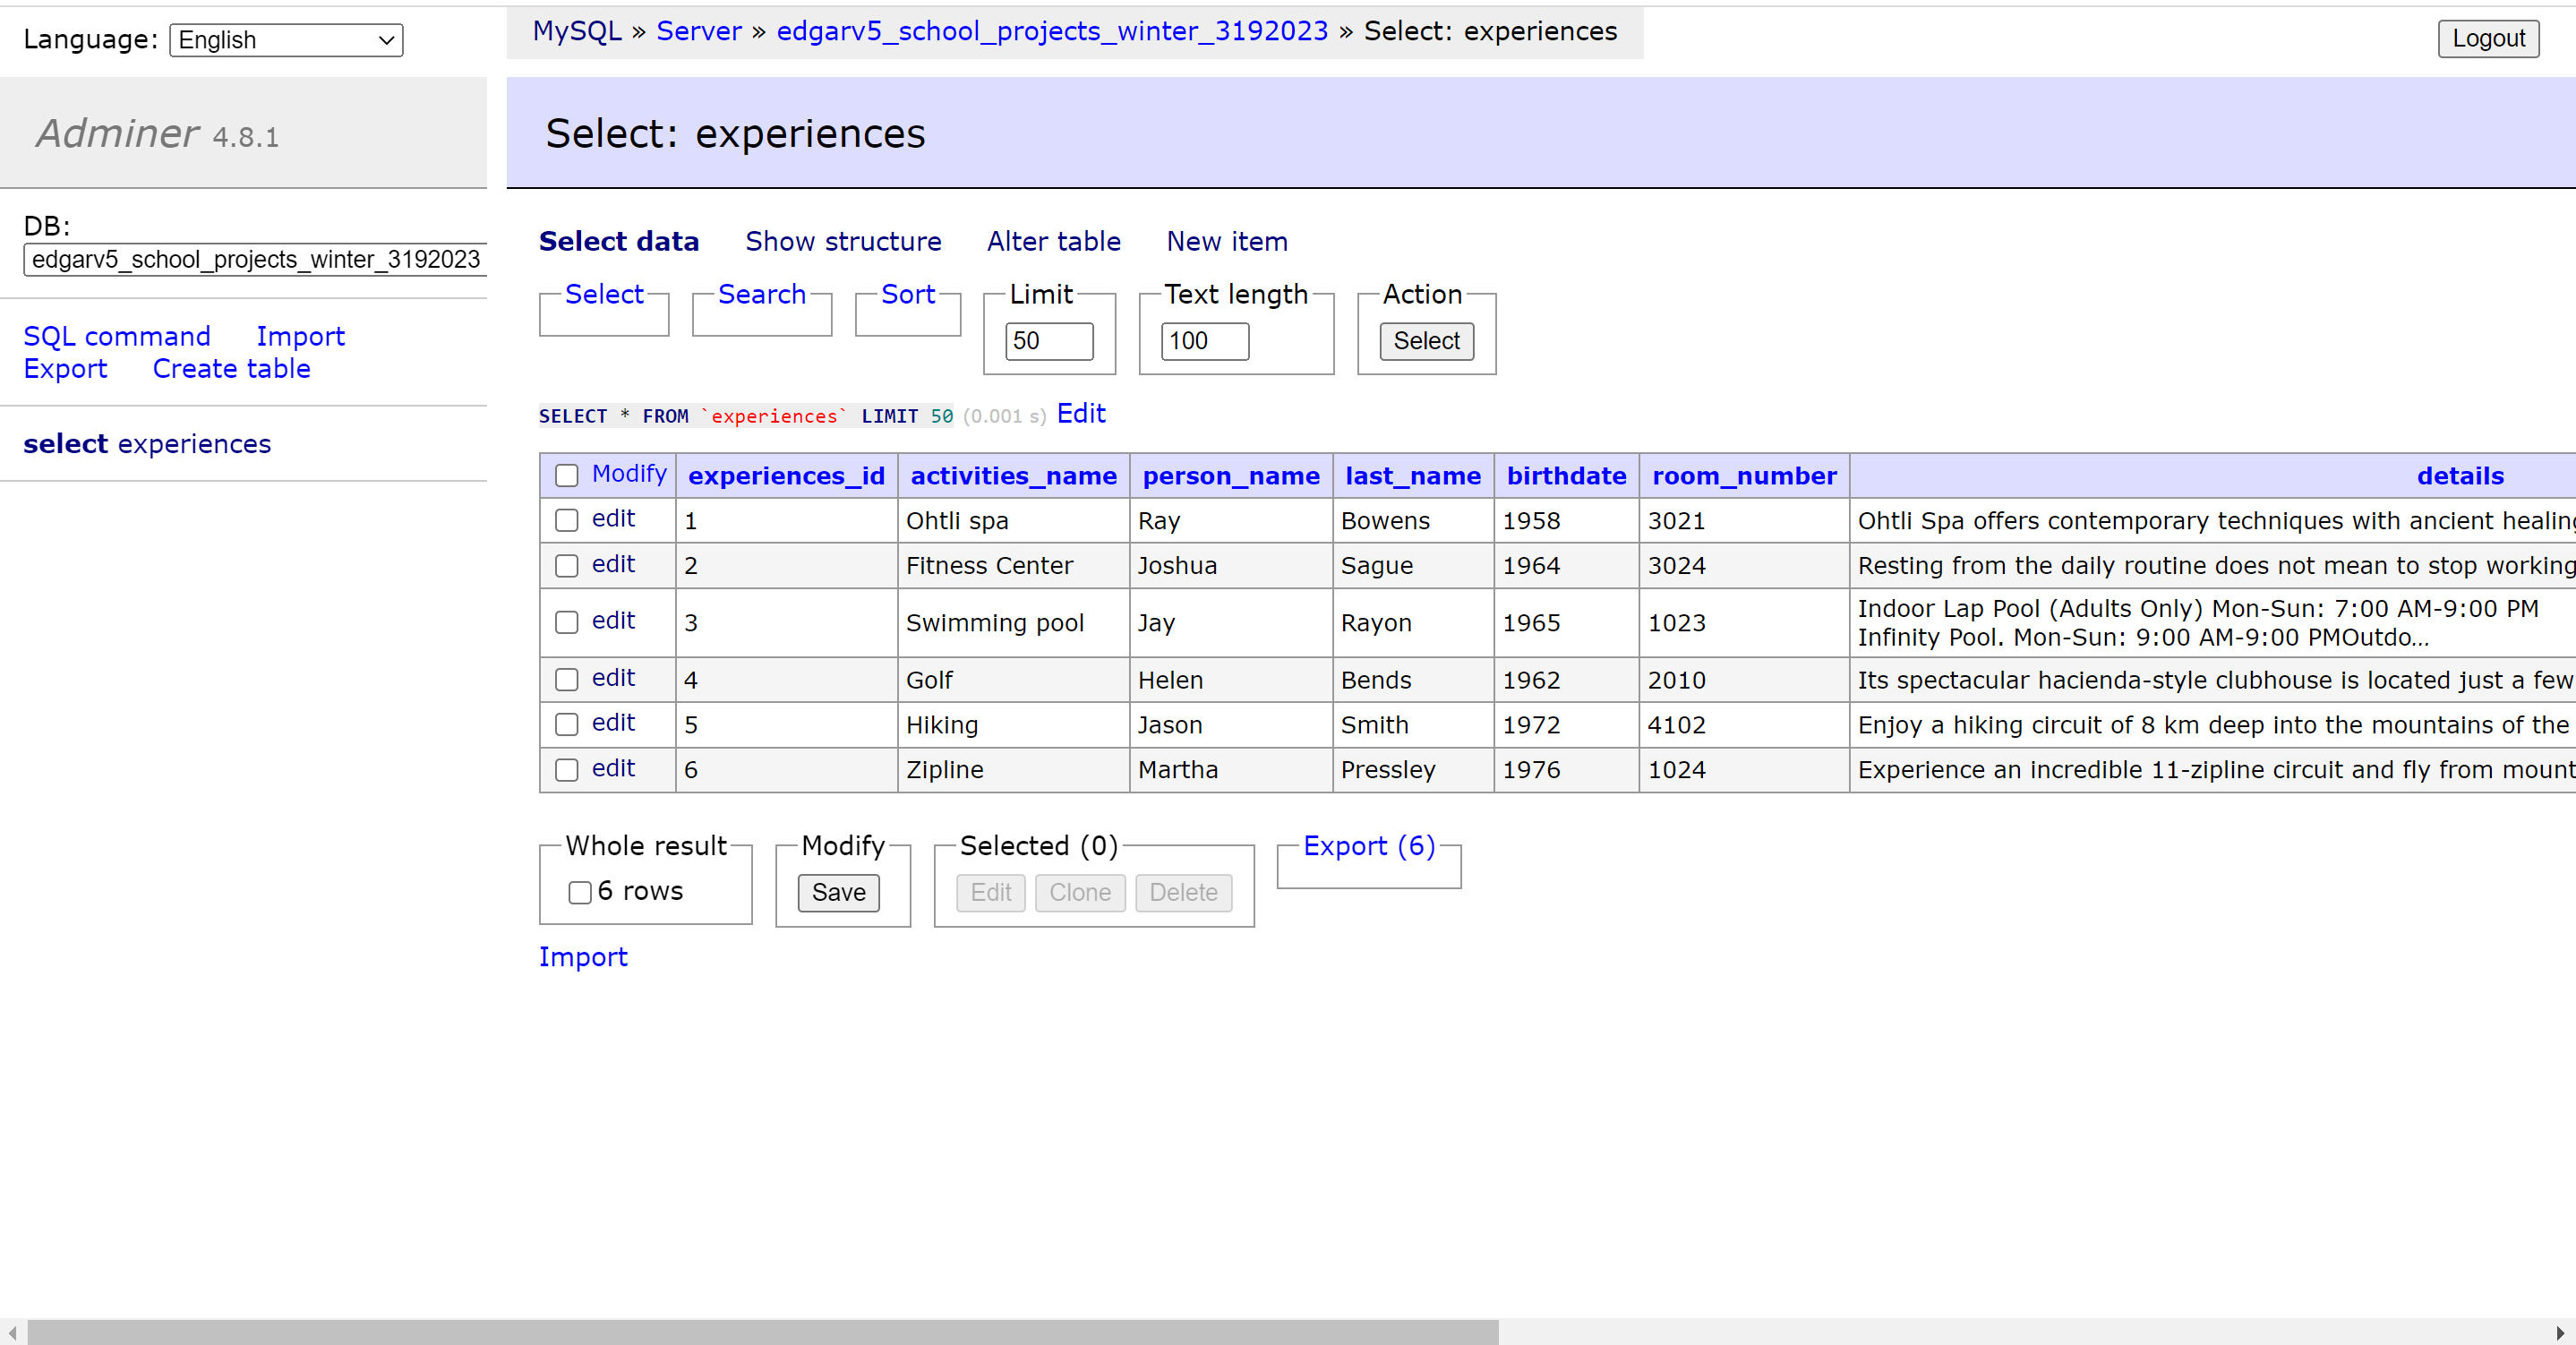 Language: English
MySQL » Server » edgarv5_school_projects_winter_3192023 » Select: experiences
Logout
Adminer 4.8.1
Select: experiences
DB:
edgarv5_school_projects_winter_3192023
SQL command Import
Export Create table
select experiences
Select data Show structure Alter table New item
Select Search Sort Limit Text length Action
50 100 Select
SELECT * FROM `experiences` LIMIT 50 (0.001 s) Edit
Modify experiences_id activities_name person_name last_name birthdate room_number details
edit 1 Ohtli spa Ray Bowens 1958 3021 Ohtli Spa offers contemporary techniques with ancient healing
edit 2 Fitness Center Joshua Sague 1964 3024 Resting from the daily routine does not mean to stop working
edit 3 Swimming pool Jay Rayon 1965 1023 Indoor Lap Pool (Adults Only) Mon-Sun: 7:00 AM-9:00 PM
Infinity Pool. Mon-Sun: 9:00 AM-9:00 PMOutdo...
edit 4 Golf Helen Bends 1962 2010 Its spectacular hacienda-style clubhouse is located just a few
edit 5 Hiking Jason Smith 1972 4102 Enjoy a hiking circuit of 8 km deep into the mountains of the
edit 6 Zipline Martha Pressley 1976 1024 Experience an incredible 11-zipline circuit and fly from mount
Whole result Modify Selected (0) Export (6)
6 rows Save Edit Clone Delete
Import